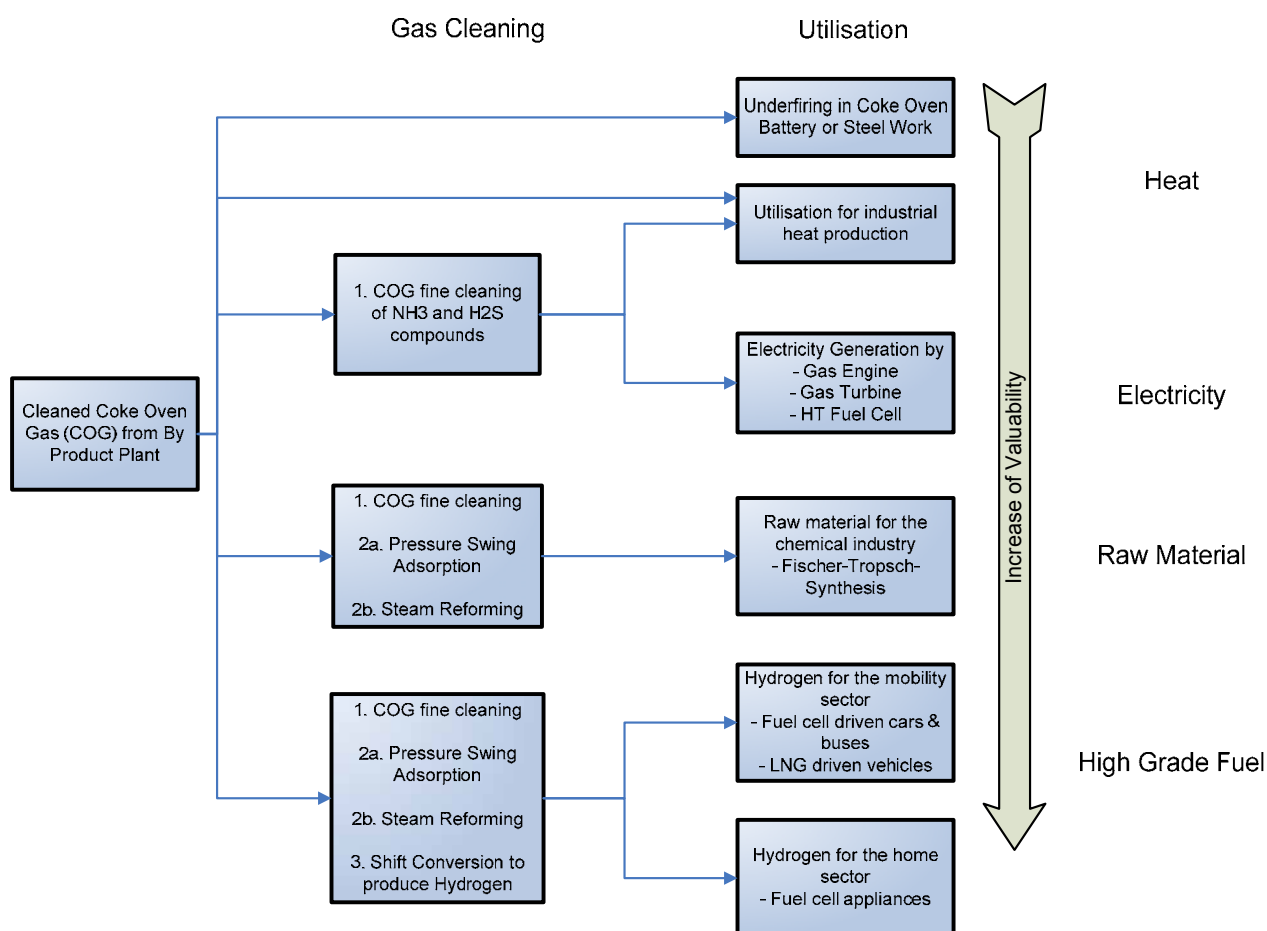 Gas Cleaning
Utilisation
Underfiring in Coke Oven
Battery or Steel Work
Heat
Utilisation for industrial
heat production
1. COG fine cleaning
of NH3 and H2S
compounds
Electricity Generation by
- Gas Engine
- Gas Turbine
- HT Fuel Cell
Electricity
Cleaned Coke Oven
Gas (COG) from By
Product Plant
Increase of Valuability
1. COG fine cleaning
2a. Pressure Swing
Adsorption
2b. Steam Reforming
Raw material for the
chemical industry
- Fischer-Tropsch-
Synthesis
Raw Material
1. COG fine cleaning
2a. Pressure Swing
Adsorption
2b. Steam Reforming
3. Shift Conversion to
produce Hydrogen
Hydrogen for the mobility
sector
- Fuel cell driven cars &
buses
- LNG driven vehicles
High Grade Fuel
Hydrogen for the home
sector
- Fuel cell appliances